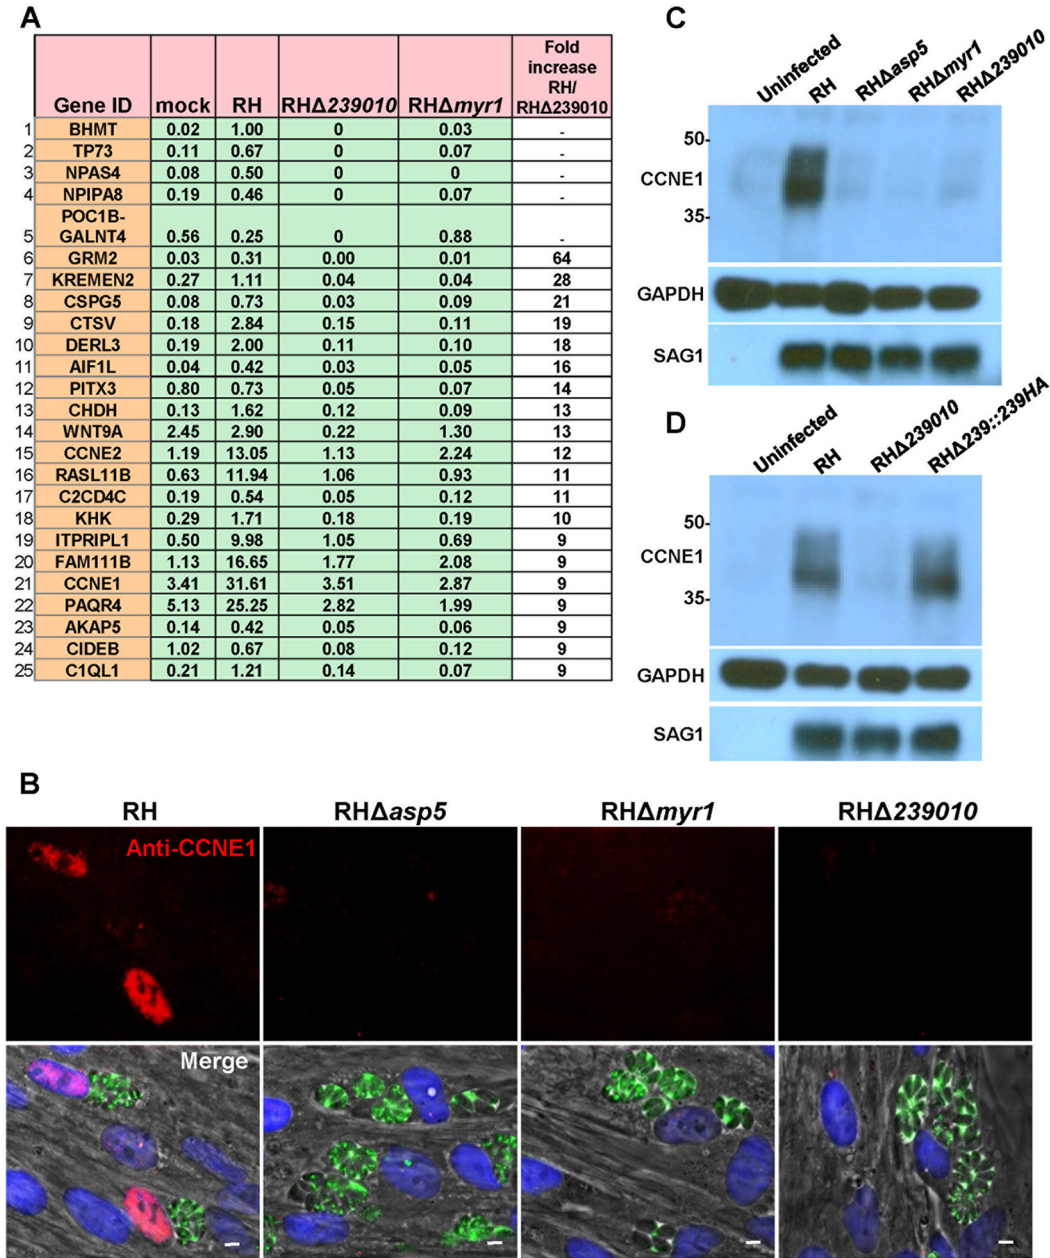 A
Gene ID mock RH RHΔ239010 RHΔmyr1 Fold increase RH/ RHΔ239010
1 BHMT 0.02 1.00 0 0.03 -
2 TP73 0.11 0.67 0 0.07 -
3 NPAS4 0.08 0.50 0 0 -
4 NPIPA8 0.19 0.46 0 0.07 -
5 POC1B-GALNT4 0.56 0.25 0 0.88 -
6 GRM2 0.03 0.31 0.00 0.01 64
7 KREMEN2 0.27 1.11 0.04 0.04 28
8 CSPG5 0.08 0.73 0.03 0.09 21
9 CTSV 0.18 2.84 0.15 0.11 19
10 DERL3 0.19 2.00 0.11 0.10 18
11 AIF1L 0.04 0.42 0.03 0.05 16
12 PITX3 0.80 0.73 0.05 0.07 14
13 CHDH 0.13 1.62 0.12 0.09 13
14 WNT9A 2.45 2.90 0.22 1.30 13
15 CCNE2 1.19 13.05 1.13 2.24 12
16 RASL11B 0.63 11.94 1.06 0.93 11
17 C2CD4C 0.19 0.54 0.05 0.12 11
18 KHK 0.29 1.71 0.18 0.19 10
19 ITPRIPL1 0.50 9.98 1.05 0.69 9
20 FAM111B 1.13 16.65 1.77 2.08 9
21 CCNE1 3.41 31.61 3.51 2.87 9
22 PAQR4 5.13 25.25 2.82 1.99 9
23 AKAP5 0.14 0.42 0.05 0.06 9
24 CIDEB 1.02 0.67 0.08 0.12 9
25 C1QL1 0.21 1.21 0.14 0.07 9
C
Uninfected RH RHΔasp5 RHΔmyr1 RHΔ239010
50-
CCNE1
35-
GAPDH
SAG1
D
Uninfected RH RHΔ239010 RHΔ239::239HA
50-
CCNE1
35-
GAPDH
SAG1
B
RH RHΔasp5 RHΔmyr1 RHΔ239010
Anti-CCNE1
Merge